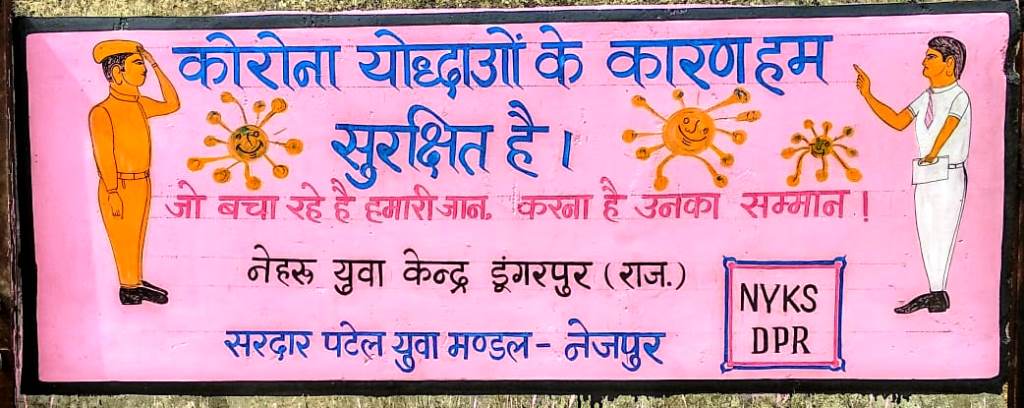 कोरोना योध्दाओं के कारण हम
सुरक्षित है।
जो बचा रहे है हमारी जान, करना है उनका सम्मान!
नेहरू युवा केन्द्र डूंगरपुर (राज.)
सरदार पटेल युवा मण्डल - नेजपुर
NYKS
DPR